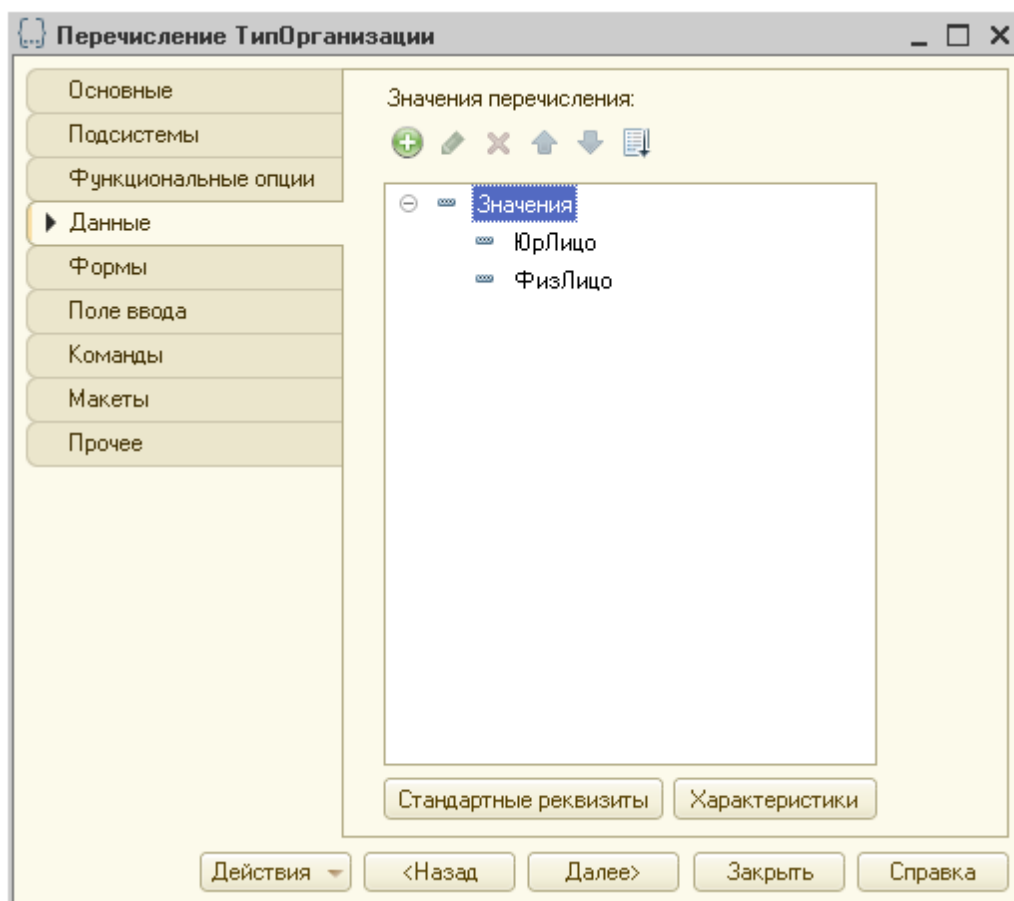 Перечисление ТипОрганизации
Основные
Подсистемы
Функциональные опции
Данные
Формы
Поле ввода
Команды
Макеты
Прочее
Значения перечисления:
Значения
ЮрЛицо
ФизЛицо
Стандартные реквизиты Характеристики
Действия <Назад Далее> Закрыть Справка